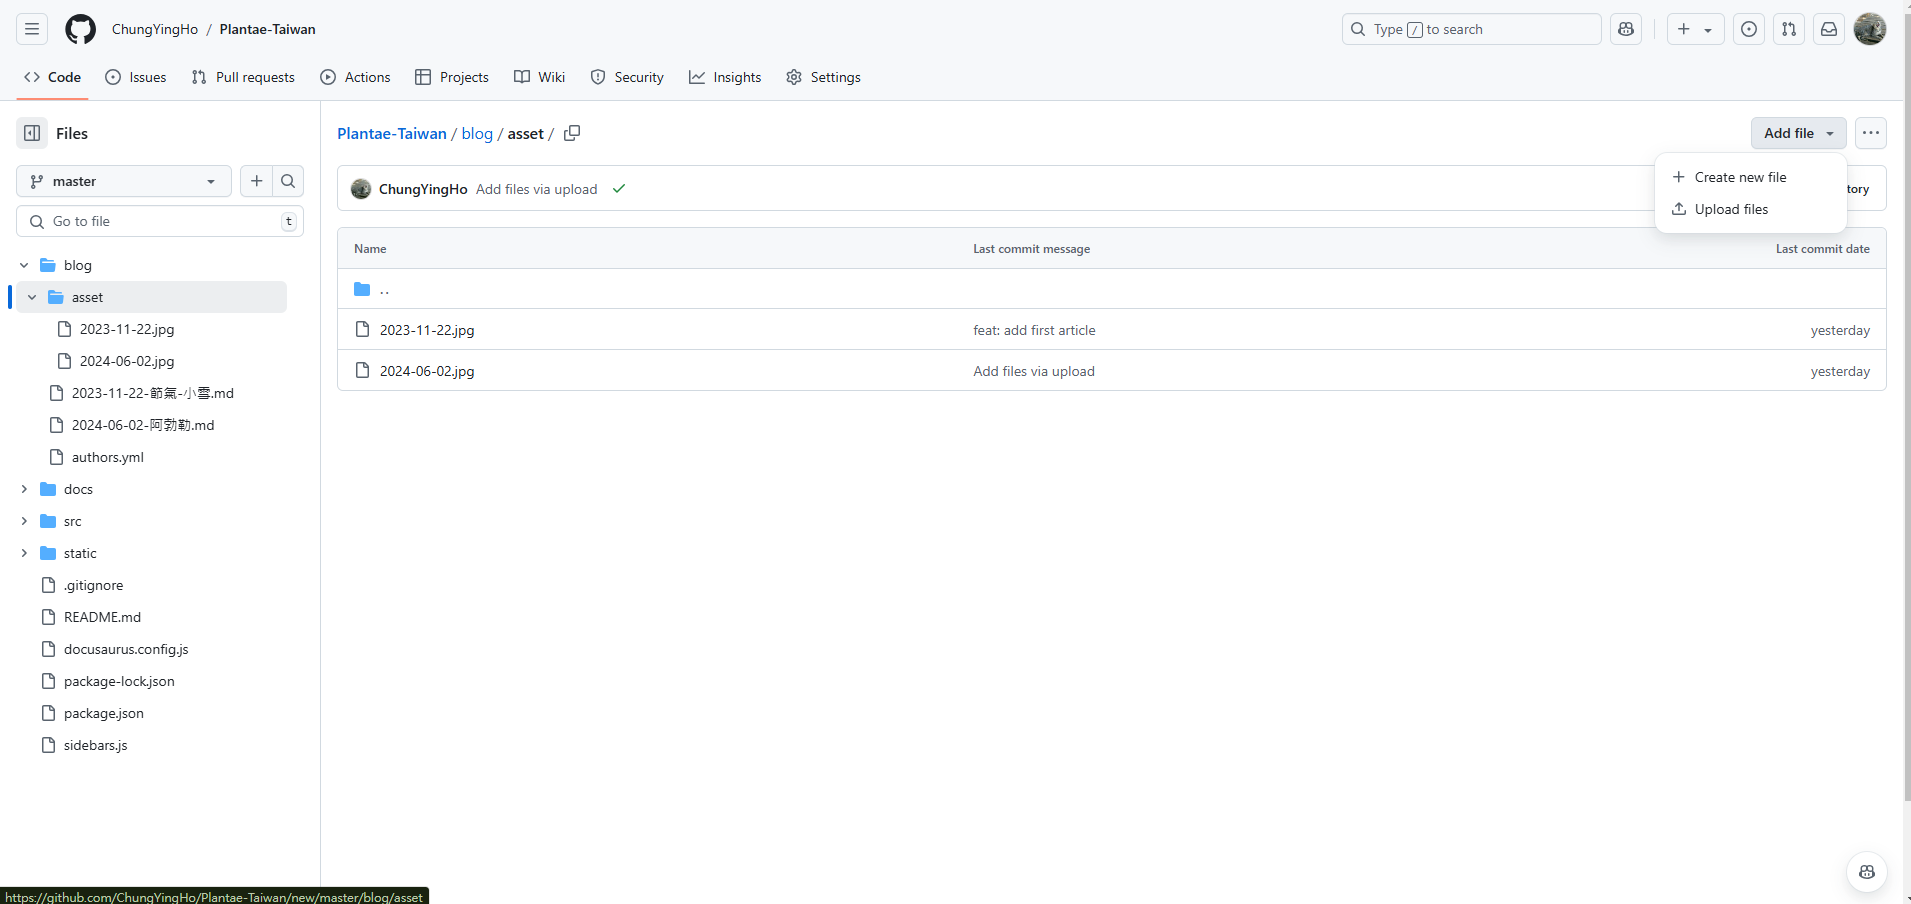 ChungYingHo / Plantae-Taiwan
Type / to search
Code
Issues
Pull requests
Actions
Projects
Wiki
Security
Insights
Settings
Files
master
Go to file
t
blog
asset
2023-11-22.jpg
2024-06-02.jpg
2023-11-22-節氣-小雪.md
2024-06-02-阿勃勒.md
authors.yml
docs
src
static
.gitignore
README.md
docusaurus.config.js
package-lock.json
package.json
sidebars.js
Plantae-Taiwan / blog / asset /
Add file
Create new file
Upload files
ChungYingHo Add files via upload
tory
Name Last commit message Last commit date
..
2023-11-22.jpg feat: add first article yesterday
2024-06-02.jpg Add files via upload yesterday
https://github.com/ChungYingHo/Plantae-Taiwan/new/master/blog/asset